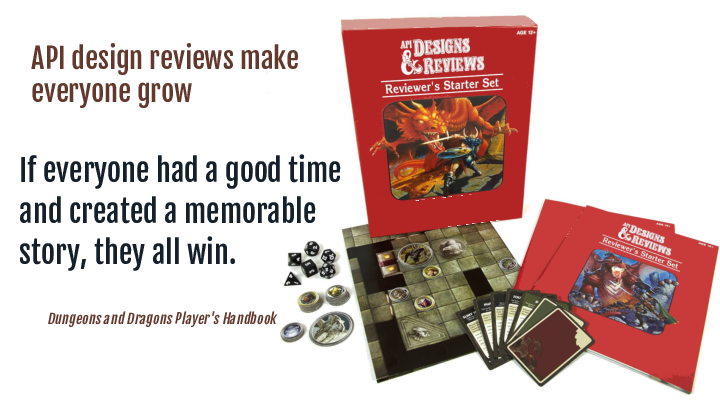 API design reviews make
everyone grow
If everyone had a good time
and created a memorable
story, they all win.
Dungeons and Dragons Player's Handbook
AGE 12+
API DESIGNS
& REVIEWS
Reviewer's Starter Set
API DESIGNS
& REVIEWS
Reviewer's Starter Set